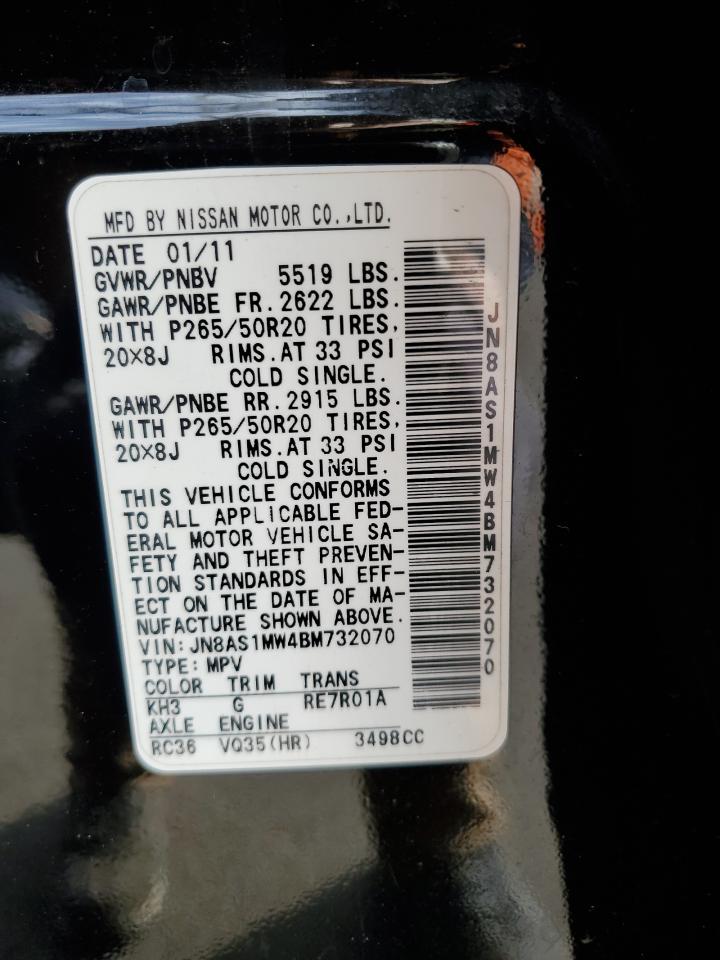 MFD BY NISSAN MOTOR CO.,LTD.
DATE 01/11
GVWR/PNBV 5519 LBS.
GAWR/PNBE FR.2622 LBS.
WITH P265/50R20 TIRES,
20×8J RIMS.AT 33 PSI
COLD SINGLE.
GAWR/PNBE RR.2915 LBS.
WITH P265/50R20 TIRES,
20×8J RIMS.AT 33 PSI
COLD SINGLE.
THIS VEHICLE CONFORMS
TO ALL APPLICABLE FED-
ERAL MOTOR VEHICLE SA-
FETY AND THEFT PREVEN-
TION STANDARDS IN EFF-
ECT ON THE DATE OF MA-
NUFACTURE SHOWN ABOVE.
VIN: JN8AS1MW4BM732070
TYPE: MPV
COLOR TRIM TRANS
KH3 G RE7R01A
AXLE ENGINE
RC36 VQ35(HR) 3498CC
JN8AS1MW4BM732070